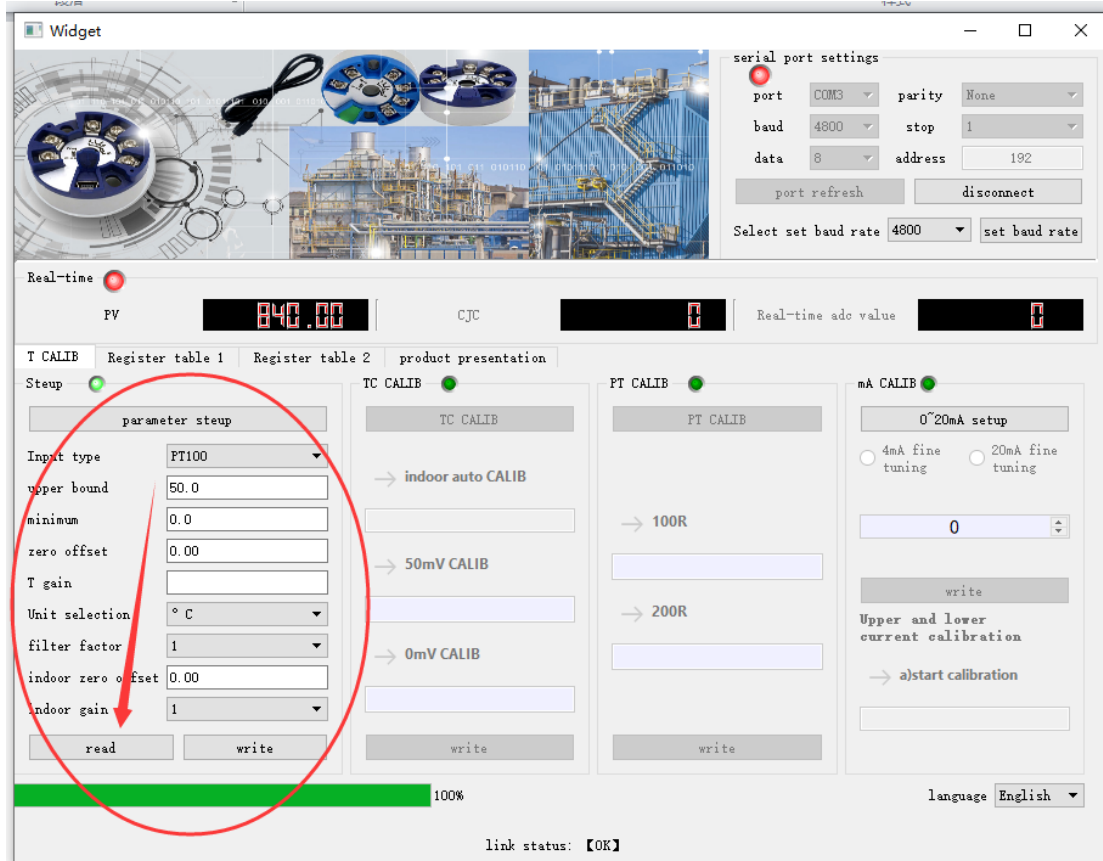 Widget
serial port settings
port COM3 parity None
baud 4800 stop 1
data 8 address 192
port refresh disconnect
Select set baud rate 4800 set baud rate
Real-time
PV 840.00 CJC 0 Real-time adc value 0
T CALIB Register table 1 Register table 2 product presentation
Steup TC CALIB PT CALIB mA CALIB
parameter steup TC CALIB PT CALIB 0~20mA setup
Input type PT100
4mA fine tuning 20mA fine tuning
upper bound 50.0
indoor auto CALIB
minimum 0.0
100R
0
zero offset 0.00
50mV CALIB
T gain
write
Unit selection ° C
200R
Upper and lower
current calibration
filter factor 1
0mV CALIB
a)start calibration
indoor zero offset 0.00
indoor gain 1
read write write write
100%
language English
link status: 【OK】